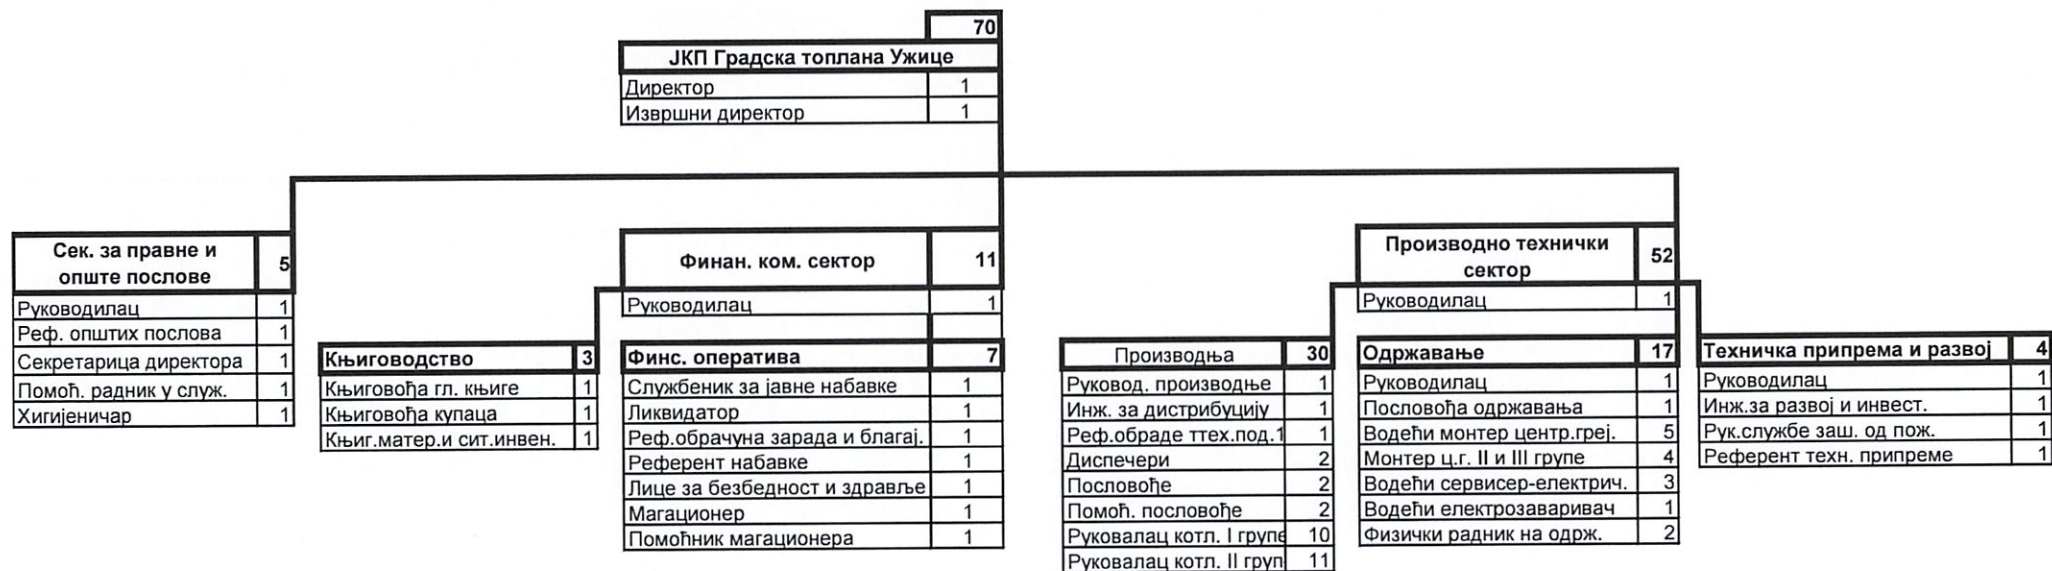 70
ЈКП Градска топлана Ужице
Директор 1
Извршни директор 1
Сек. за правне и
опште послове 5
Руководилац 1
Реф. општих послова 1
Секретарица директора 1
Помоћ. радник у служ. 1
Хигијеничар 1
Финан. ком. сектор 11
Руководилац 1
Књиговодство 3
Књиговођа гл. књиге 1
Књиговођа купаца 1
Књиг.матер.и сит.инвен. 1
Финс. оператива 7
Службеник за јавне набавке 1
Ликвидатор 1
Реф.обрачуна зарада и благај. 1
Референт набавке 1
Лице за безбедност и здравље 1
Магационер 1
Помоћник магационера 1
Производно технички
сектор 52
Руководилац 1
Производња 30
Руковод. производње 1
Инж. за дистрибуцију 1
Реф.обраде ттех.под.1 1
Диспечери 2
Пословође 2
Помоћ. пословође 2
Руковалац котл. I групе 10
Руковалац котл. II груп 11
Одржавање 17
Руководилац 1
Пословођа одржавања 1
Водећи монтер центр.греј. 5
Монтер ц.г. II и III групе 4
Водећи сервисер-електрич. 3
Водећи електрозаваривач 1
Физички радник на одрж. 2
Техничка припрема и развој 4
Руководилац 1
Инж.за развој и инвест. 1
Рук.службе заш. од пож. 1
Референт техн. припреме 1